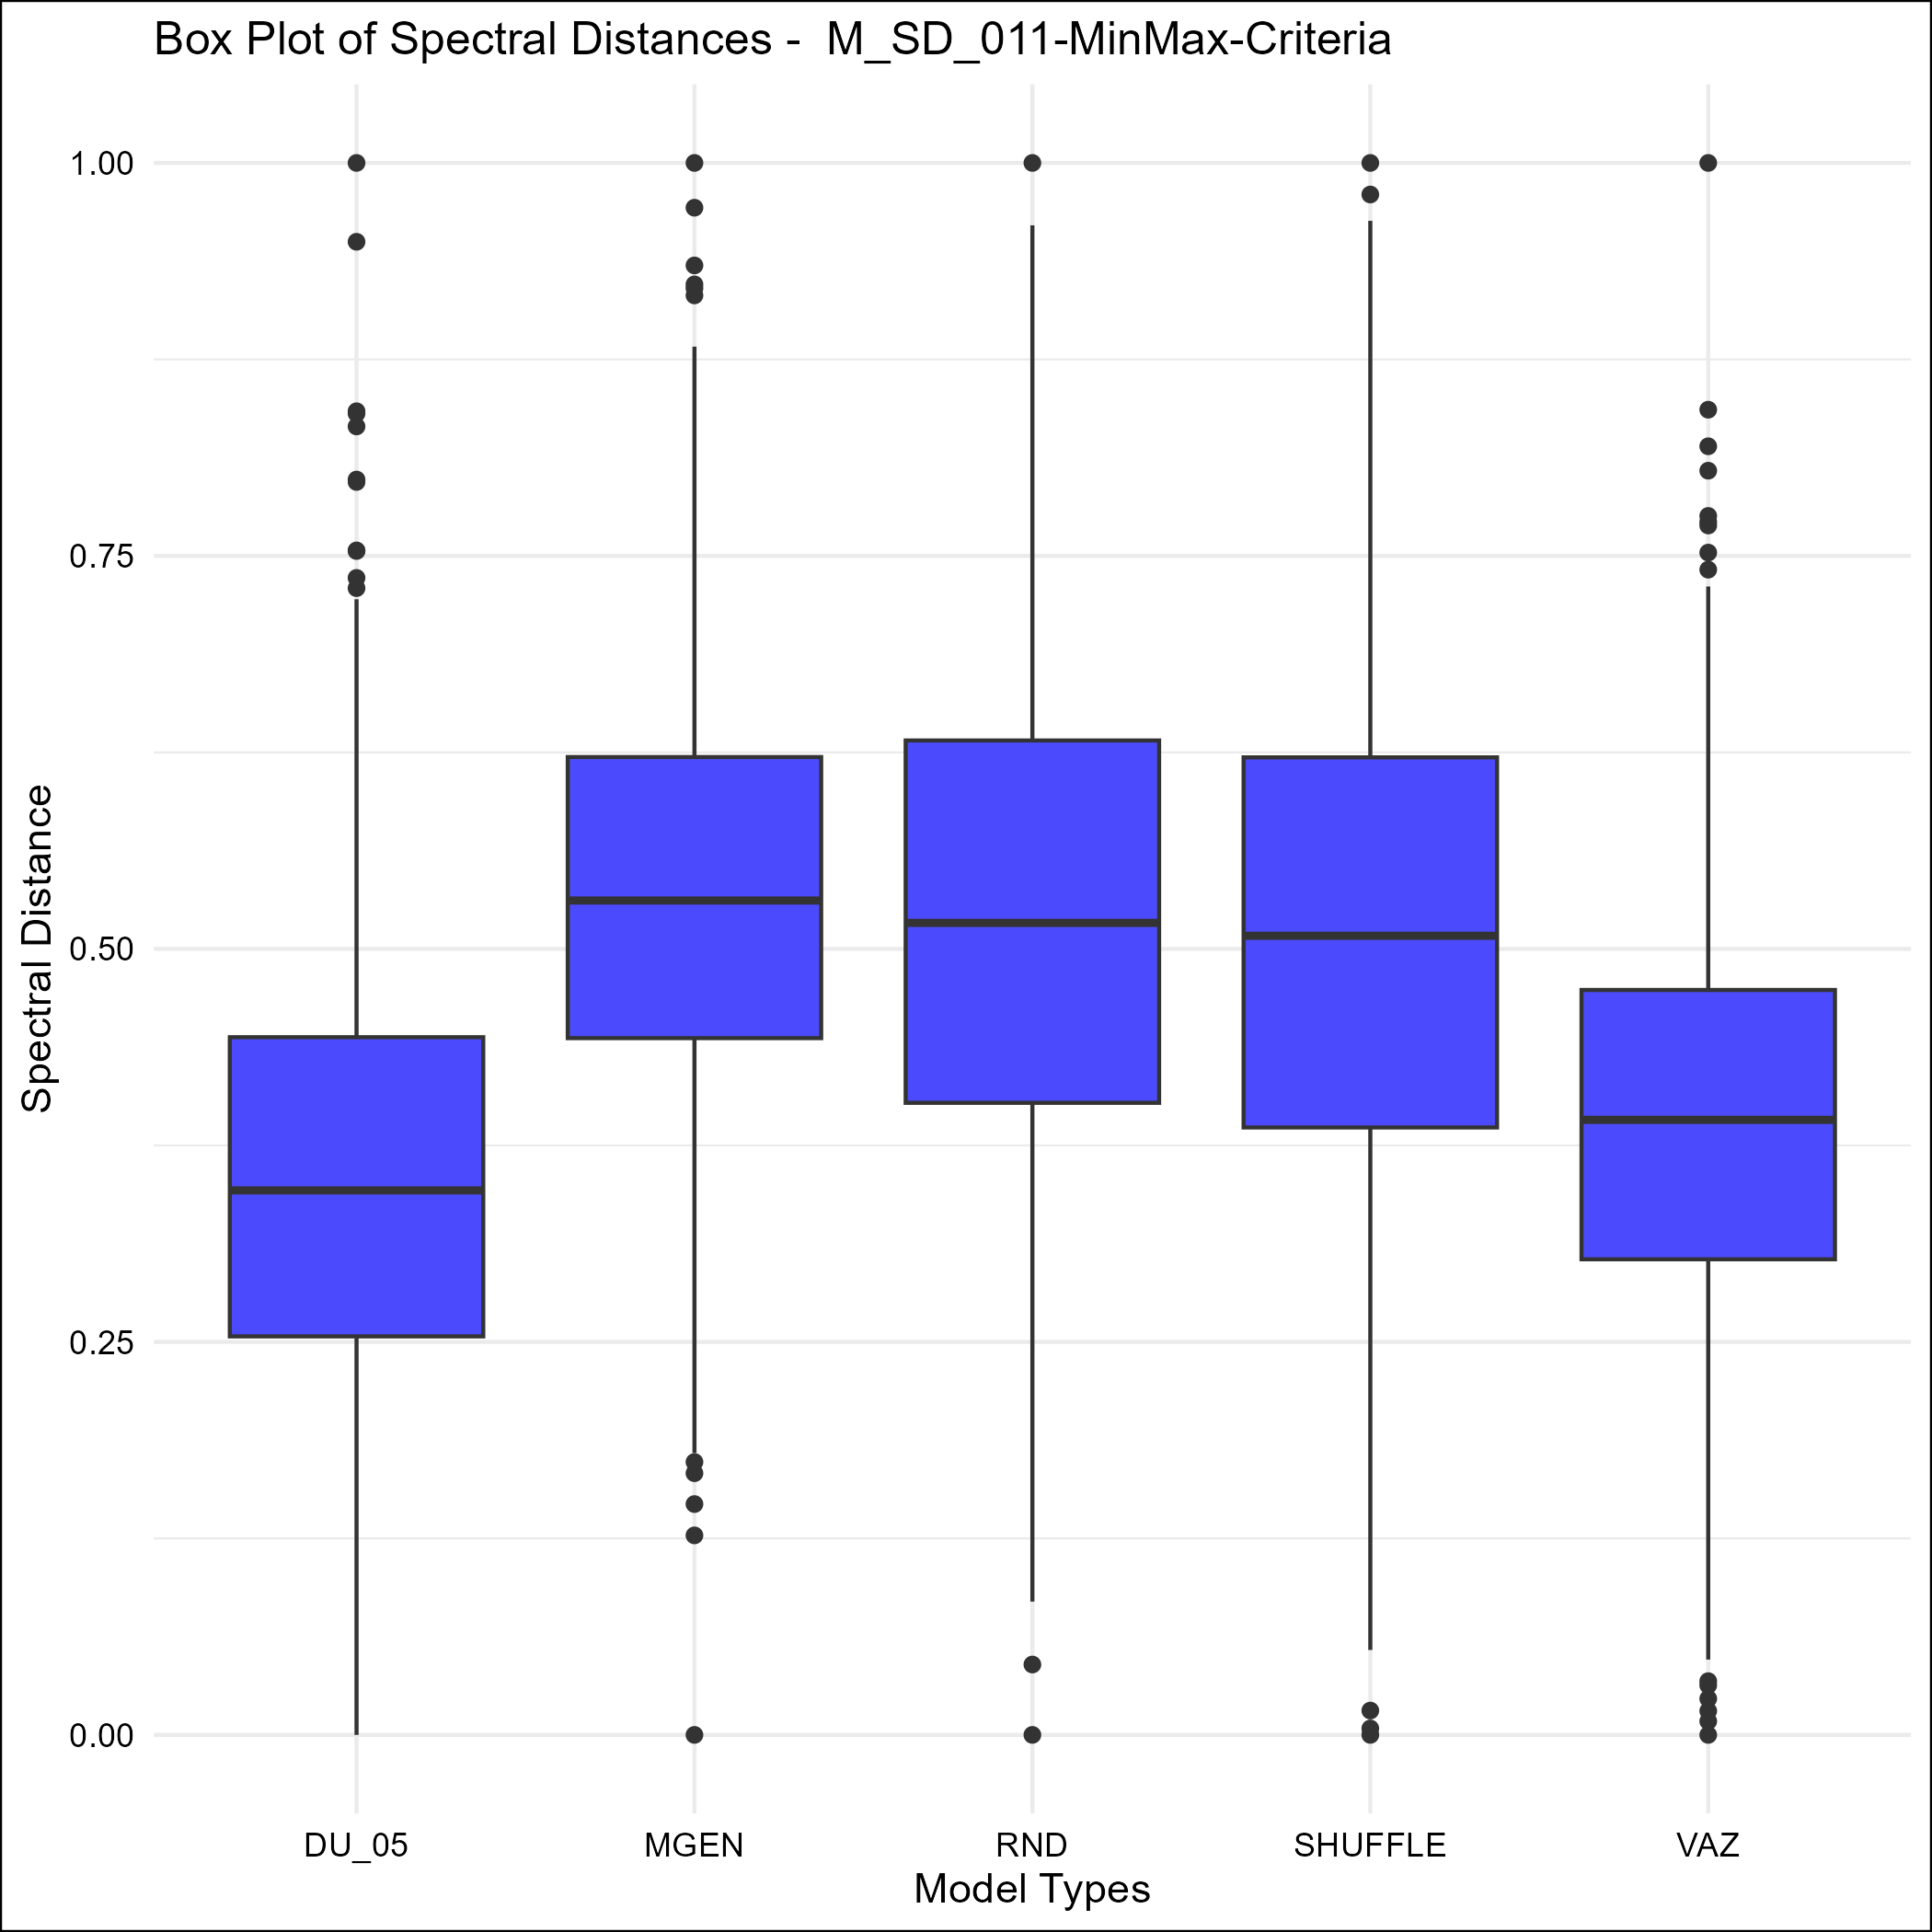 Box Plot of Spectral Distances -  M_SD_011-MinMax-Criteria
1.00
0.75
0.50
0.25
0.00
Spectral Distance
DU_05 MGEN RND SHUFFLE VAZ
Model Types